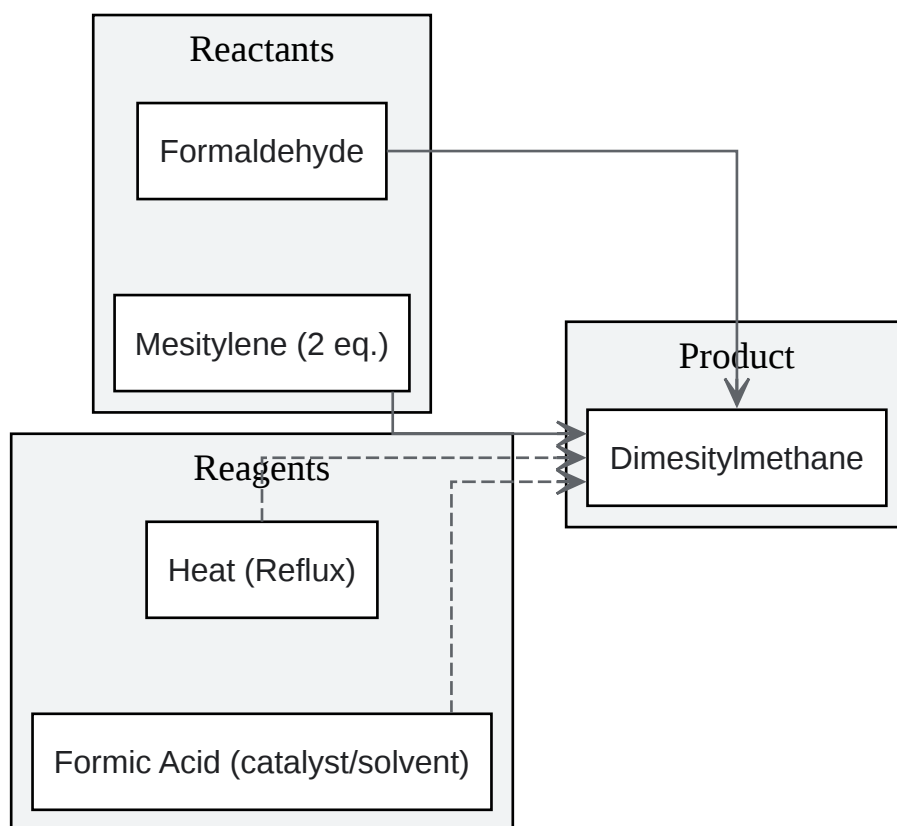 Reactants
Formaldehyde
Mesitylene (2 eq.)
Product
Dimesitylmethane
Reagents
Heat (Reflux)
Formic Acid (catalyst/solvent)